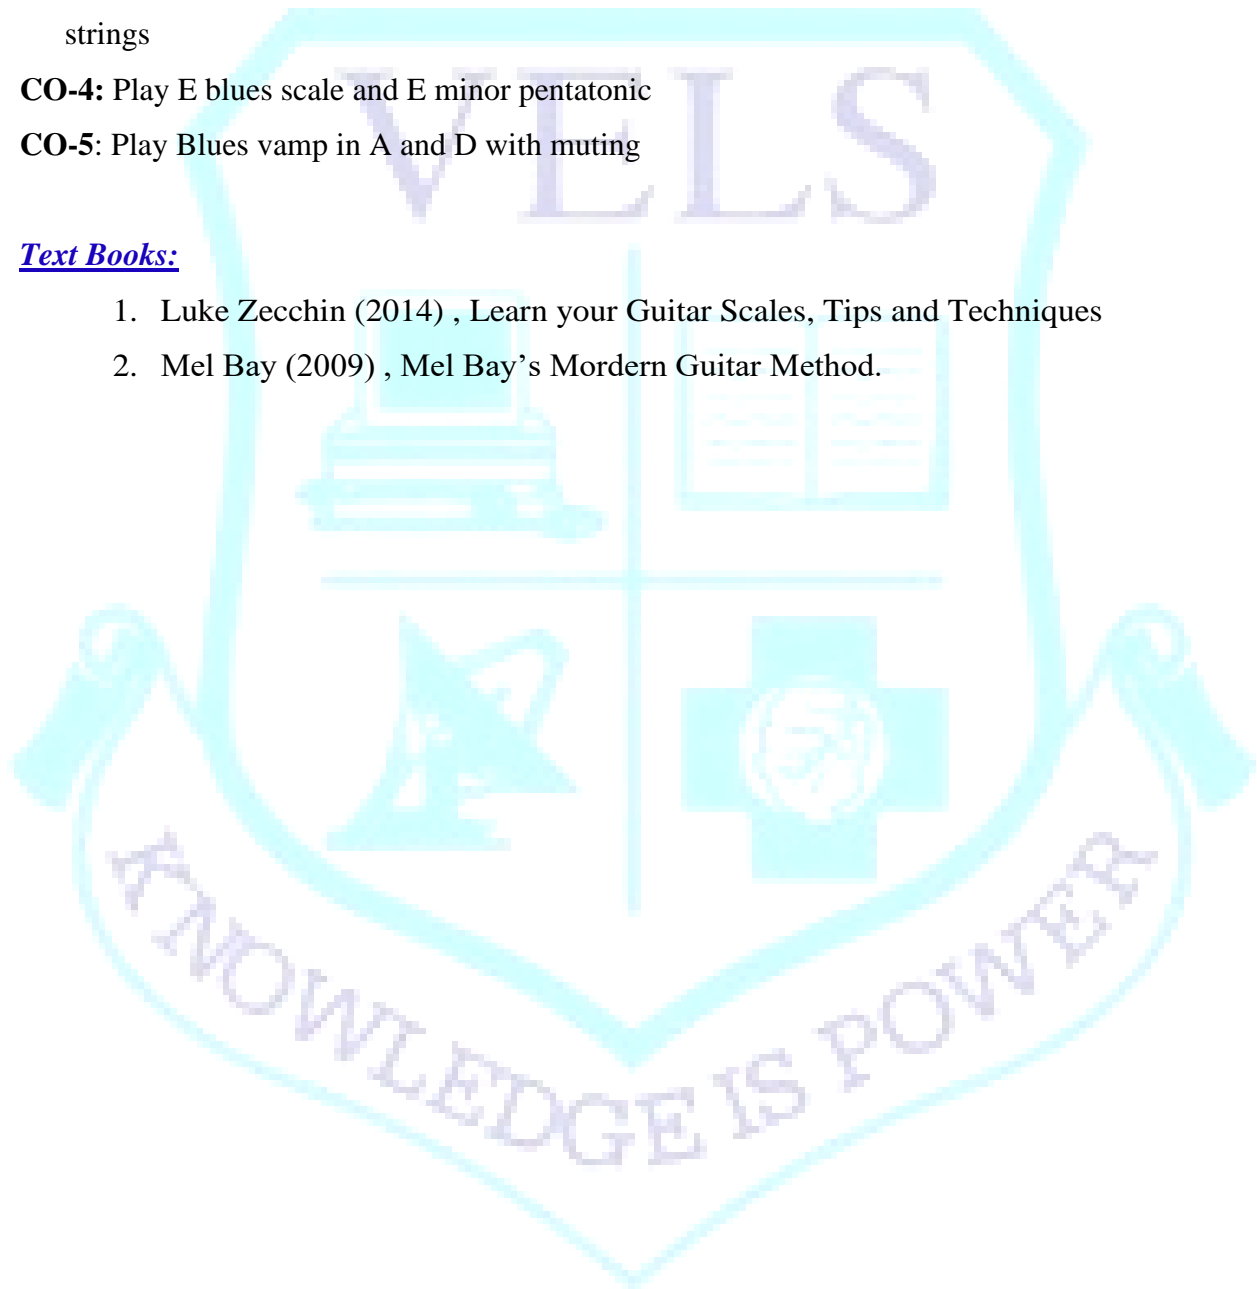 strings
CO-4: Play E blues scale and E minor pentatonic
CO-5: Play Blues vamp in A and D with muting
VELS
Text Books:
1. Luke Zecchin (2014) , Learn your Guitar Scales, Tips and Techniques
2. Mel Bay (2009) , Mel Bay’s Mordern Guitar Method.
KNOWLEDGE IS POWER